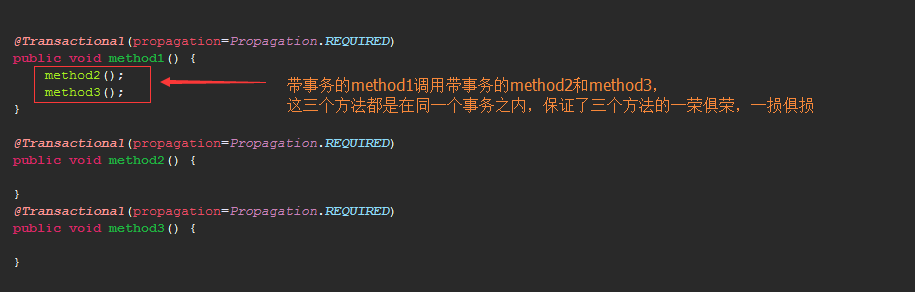 @Transactional(propagation=Propagation.REQUIRED)
public void method1() {
method2();
method3();
}
带事务的method1调用带事务的method2和method3,
这三个方法都是在同一个事务之内，保证了三个方法的一荣俱荣，一损俱损
@Transactional(propagation=Propagation.REQUIRED)
public void method2() {
}
@Transactional(propagation=Propagation.REQUIRED)
public void method3() {
}